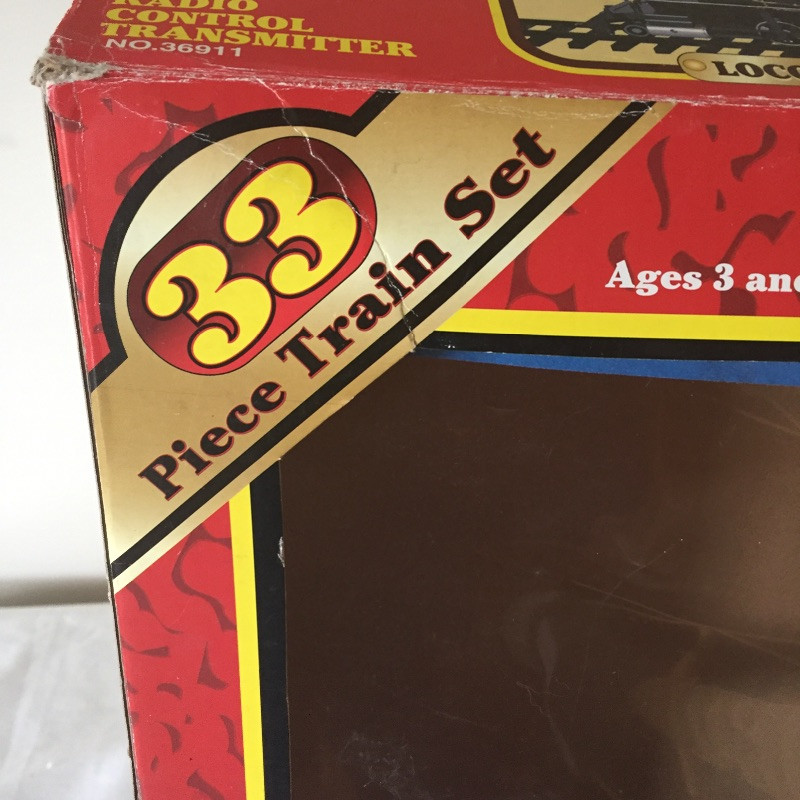 RADIO
CONTROL
TRANSMITTER
NO.36911
33
Piece Train Set
Ages 3 and